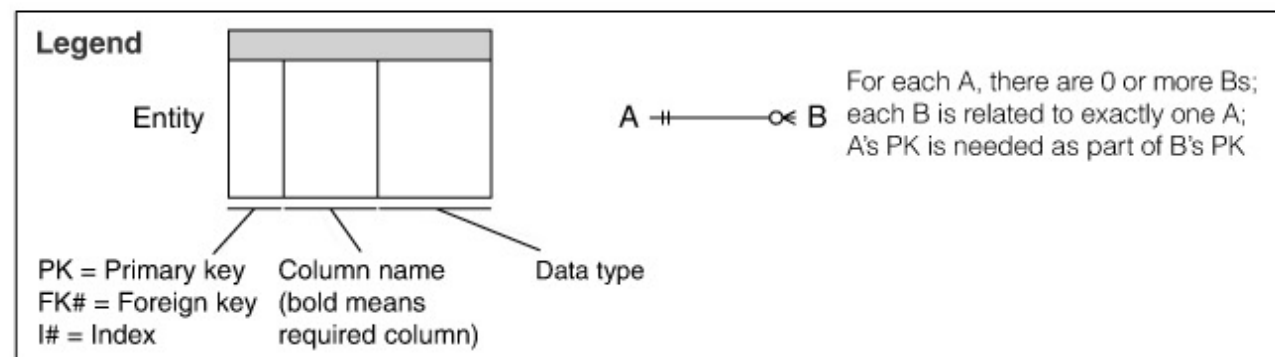 Legend
Entity
A
B
For each A, there are 0 or more Bs;
each B is related to exactly one A;
A's PK is needed as part of B's PK
PK = Primary key
FK# = Foreign key
I# = Index
Column name
(bold means
required column)
Data type